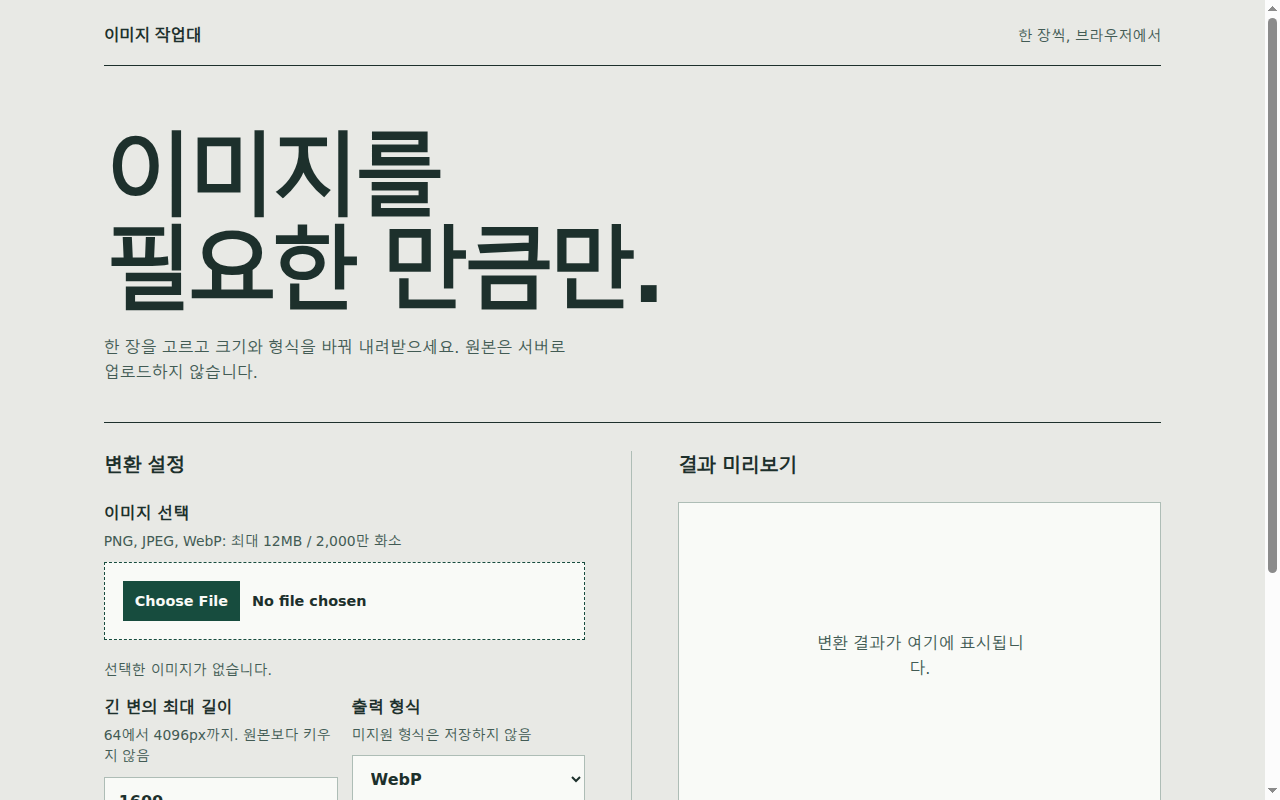 이미지 작업대
한 장씩, 브라우저에서
이미지를
필요한 만큼만.
한 장을 고르고 크기와 형식을 바꿔 내려받으세요. 원본은 서버로
업로드하지 않습니다.
변환 설정
이미지 선택
PNG, JPEG, WebP: 최대 12MB / 2,000만 화소
Choose File No file chosen
선택한 이미지가 없습니다.
긴 변의 최대 길이
64에서 4096px까지. 원본보다 키우
지 않음
1600
출력 형식
미지원 형식은 저장하지 않음
WebP
결과 미리보기
변환 결과가 여기에 표시됩니
다.